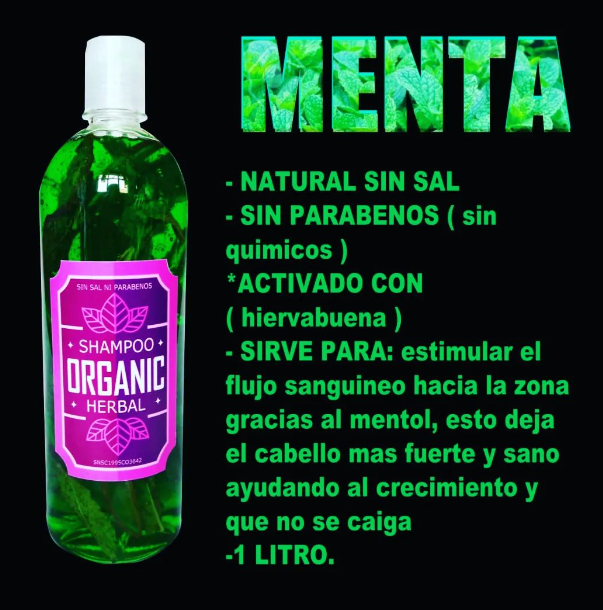 MENTA
- NATURAL SIN SAL
- SIN PARABENOS ( sin
quimicos )
*ACTIVADO CON
( hiervabuena )
- SIRVE PARA: estimular el
flujo sanguineo hacia la zona
gracias al mentol, esto deja
el cabello mas fuerte y sano
ayudando al crecimiento y
que no se caiga
-1 LITRO.
SIN SAL NI PARABENOS
SHAMPOO
ORGANIC
HERBAL
SNSC1995CO3642